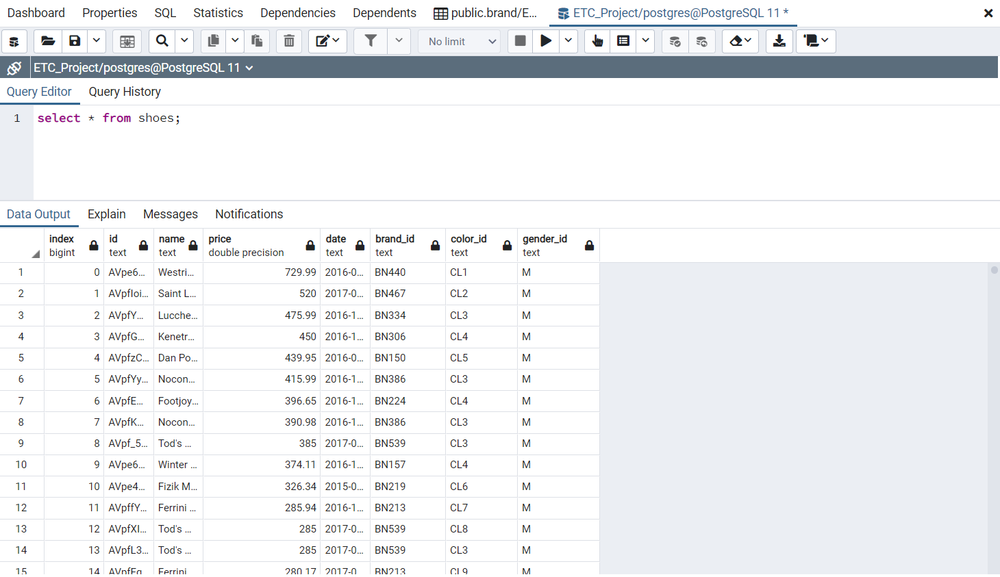 Dashboard Properties SQL Statistics Dependencies Dependents public.brand/E... ETC_Project/postgres@PostgreSQL 11 *
No limit
ETC_Project/postgres@PostgreSQL 11
Query Editor Query History
1 select * from shoes;
Data Output Explain Messages Notifications
index id name price date brand_id color_id gender_id
bigint text text double precision text text text text
1 0 AVpe6... Westri... 729.99 2016-0... BN440 CL1 M
2 1 AVpfIoi... Saint L... 520 2017-0... BN467 CL2 M
3 2 AVpfY... Lucche... 475.99 2016-1... BN334 CL3 M
4 3 AVpfG... Kenetr... 450 2016-1... BN306 CL4 M
5 4 AVpfzC... Dan Po... 439.95 2016-0... BN150 CL5 M
6 5 AVpfYy... Nocon... 415.99 2016-1... BN386 CL3 M
7 6 AVpfE... Footjoy... 396.65 2016-1... BN224 CL4 M
8 7 AVpfK... Nocon... 390.98 2016-1... BN386 CL3 M
9 8 AVpf_5... Tod's ... 385 2017-0... BN539 CL3 M
10 9 AVpe6... Winter ... 374.11 2016-1... BN157 CL4 M
11 10 AVpe4... Fizik M... 326.34 2015-0... BN219 CL6 M
12 11 AVpffY... Ferrini ... 285.94 2016-1... BN213 CL7 M
13 12 AVpfXI... Tod's ... 285 2017-0... BN539 CL8 M
14 13 AVpfL3... Tod's ... 285 2017-0... BN539 CL3 M
15 14 AVpfEg... Ferrini 280.17 2017-0... BN213 CL9 M